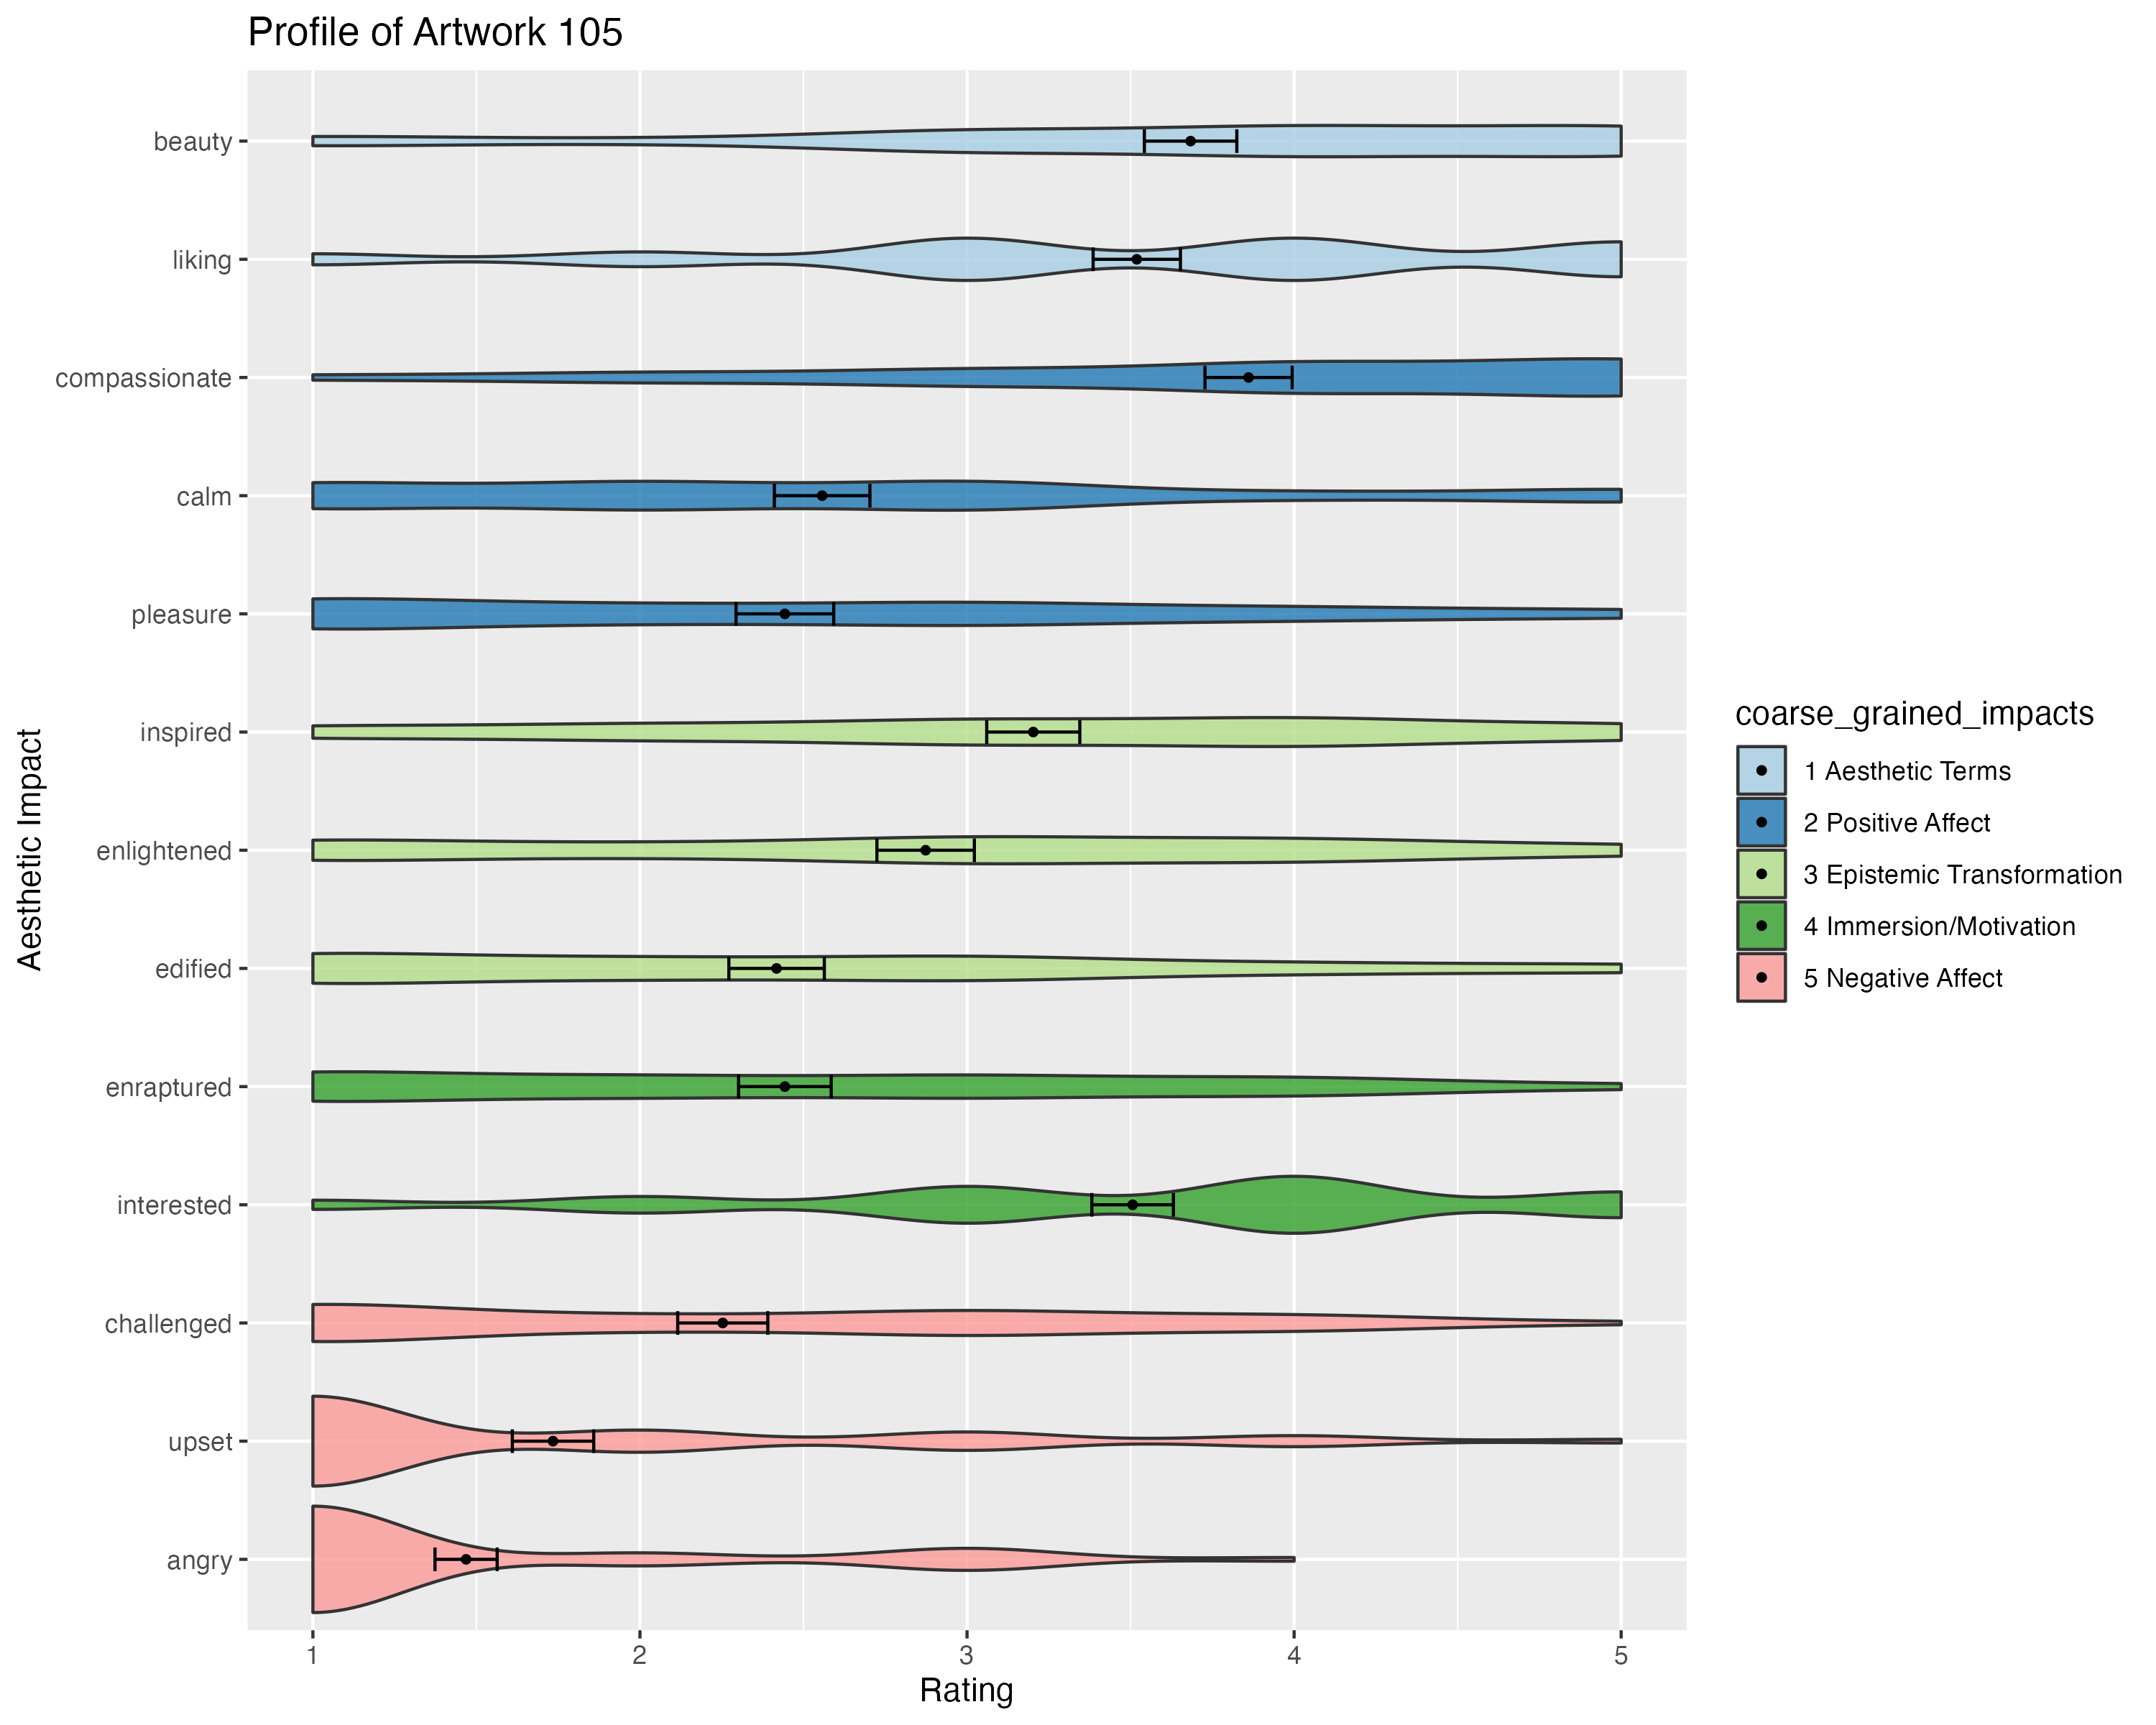 Profile of Artwork 105
Aesthetic Impact
beauty
liking
compassionate
calm
pleasure
inspired
enlightened
edified
enraptured
interested
challenged
upset
angry
1 2 3 4 5
Rating
coarse_grained_impacts
1 Aesthetic Terms
2 Positive Affect
3 Epistemic Transformation
4 Immersion/Motivation
5 Negative Affect